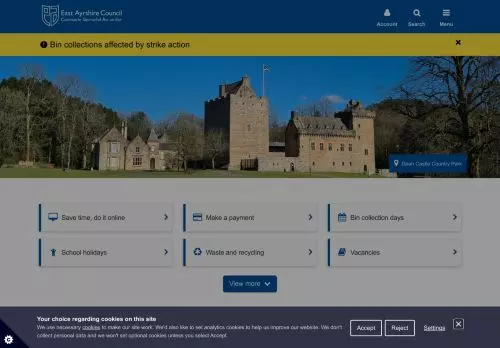 East Ayrshire Council
Comhairle Siorrachd Àir an Ear
Account
Search
Menu
Bin collections affected by strike action
Dean Castle Country Park
Save time, do it online
Make a payment
Bin collection days
School holidays
Waste and recycling
Vacancies
View more
Your choice regarding cookies on this site
We use necessary cookies to make our site work. We'd also like to set analytics cookies to help us improve our website. We don't
collect personal data and we won't set optional cookies unless you select Accept.
Accept
Reject
Settings